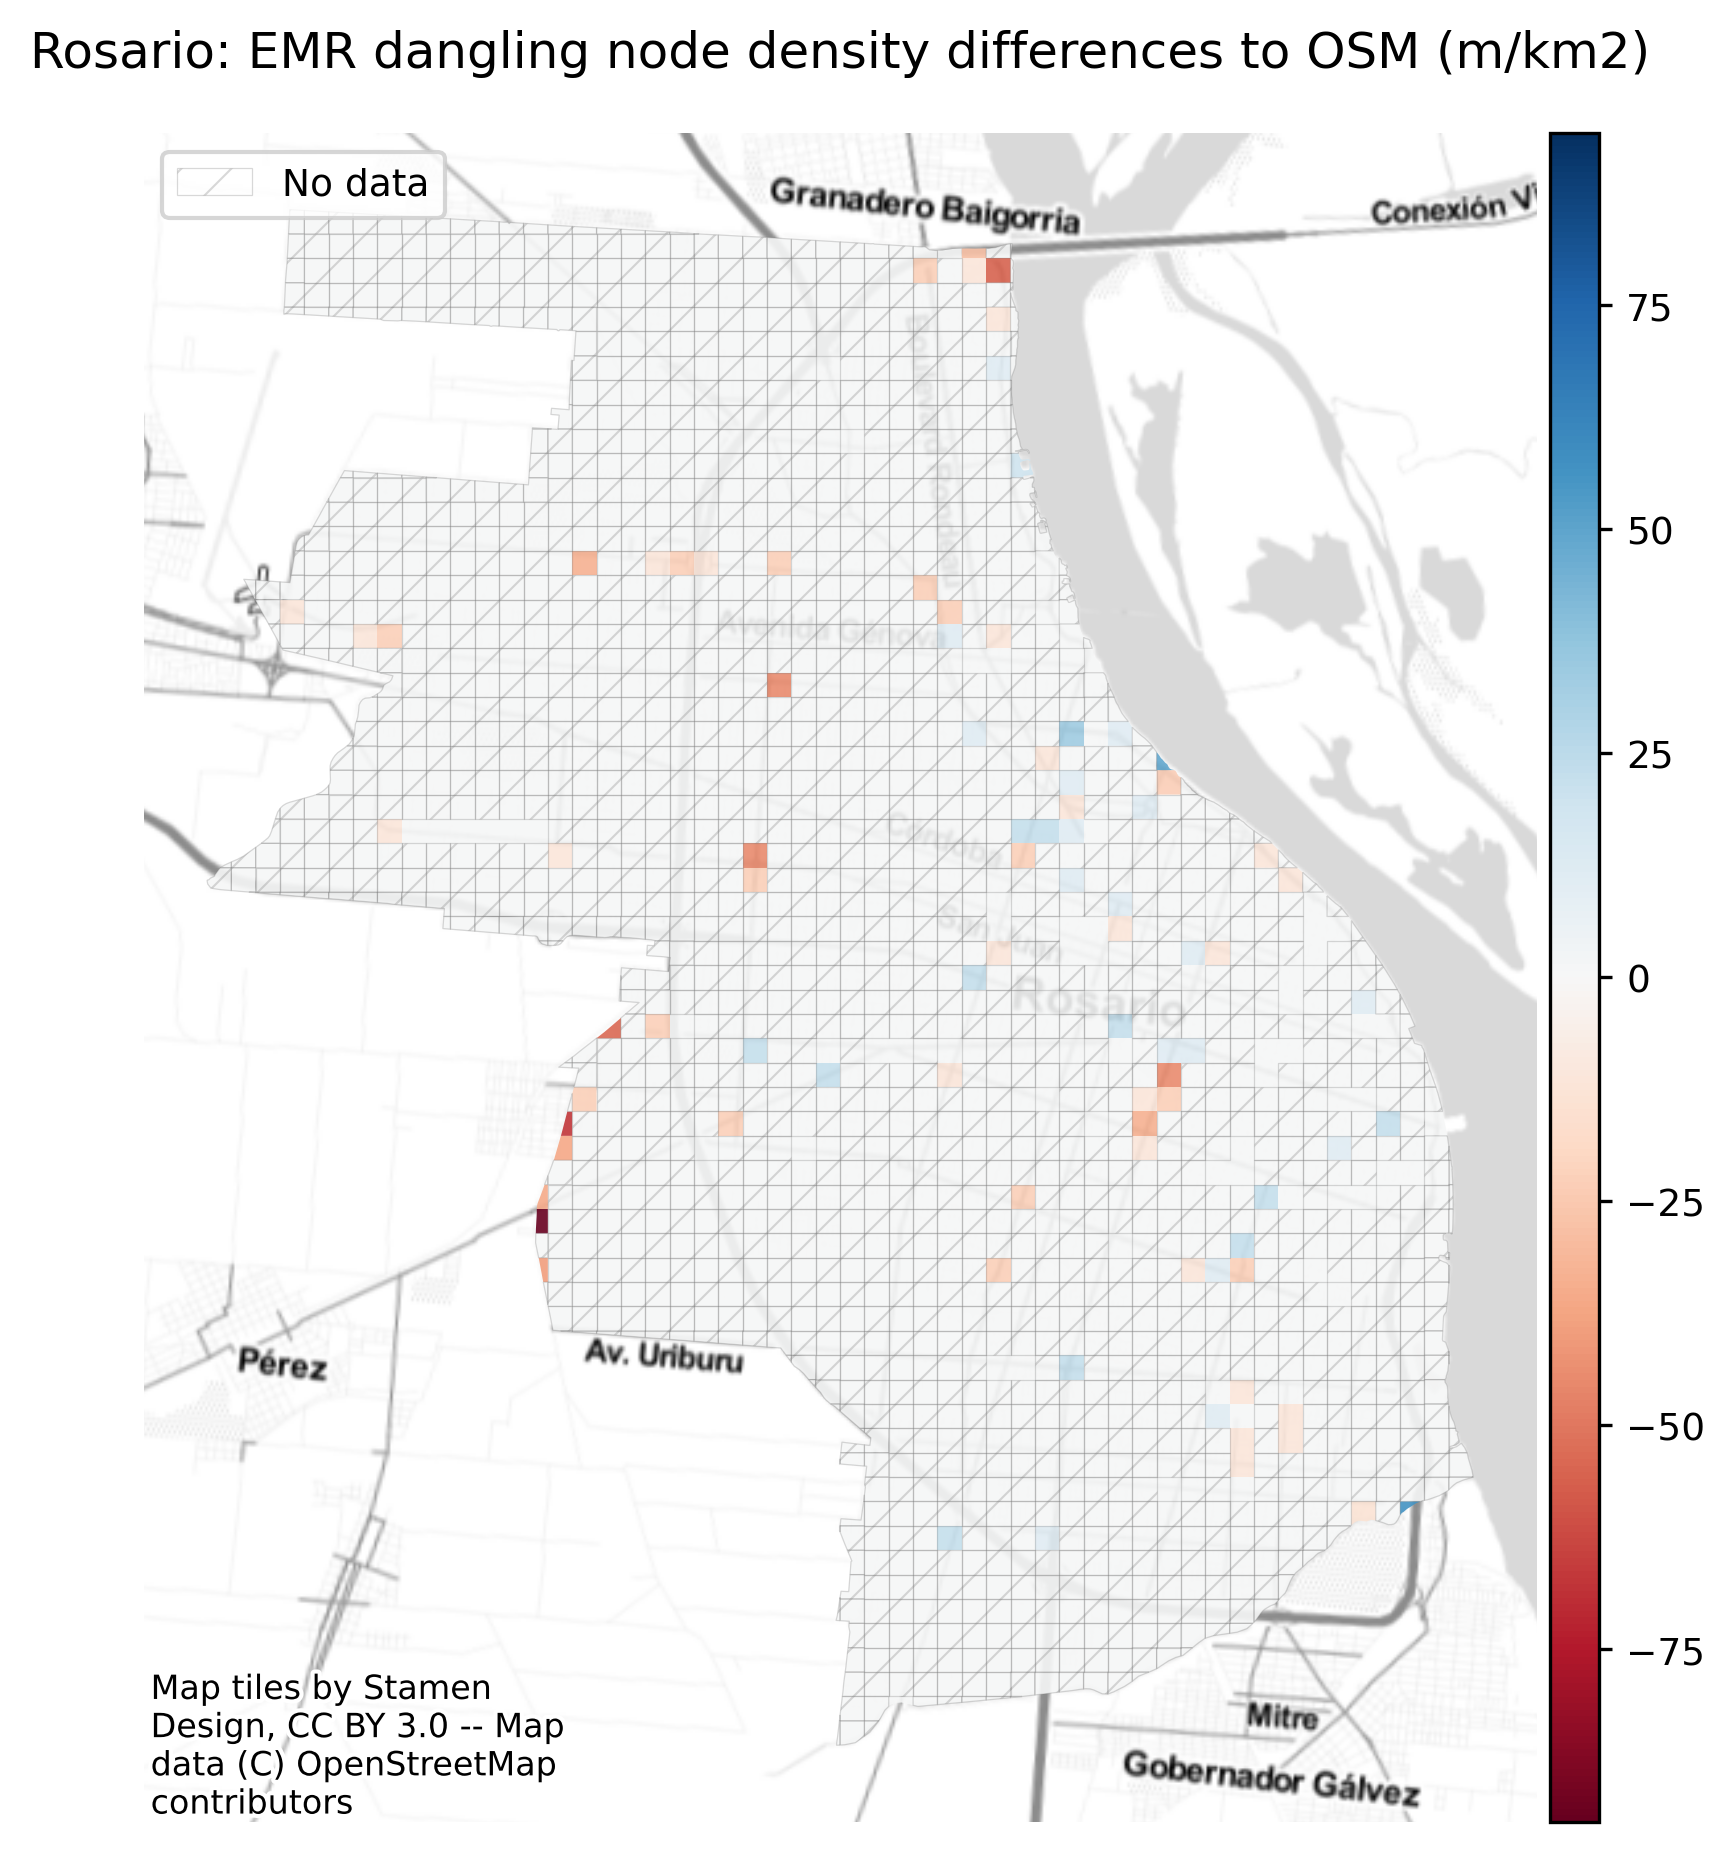 Rosario: EMR dangling node density differences to OSM (m/km2)
No data
Granadero Baigorria
Conexión Vi
Boulevard Rondeau
Avenida Génova
Córdoba
San Juan
Rosario
Av. Uriburu
Pérez
Mitre
Gobernador Gálvez
Map tiles by Stamen
Design, CC BY 3.0 -- Map
data (C) OpenStreetMap
contributors
75
50
25
0
−25
−50
−75